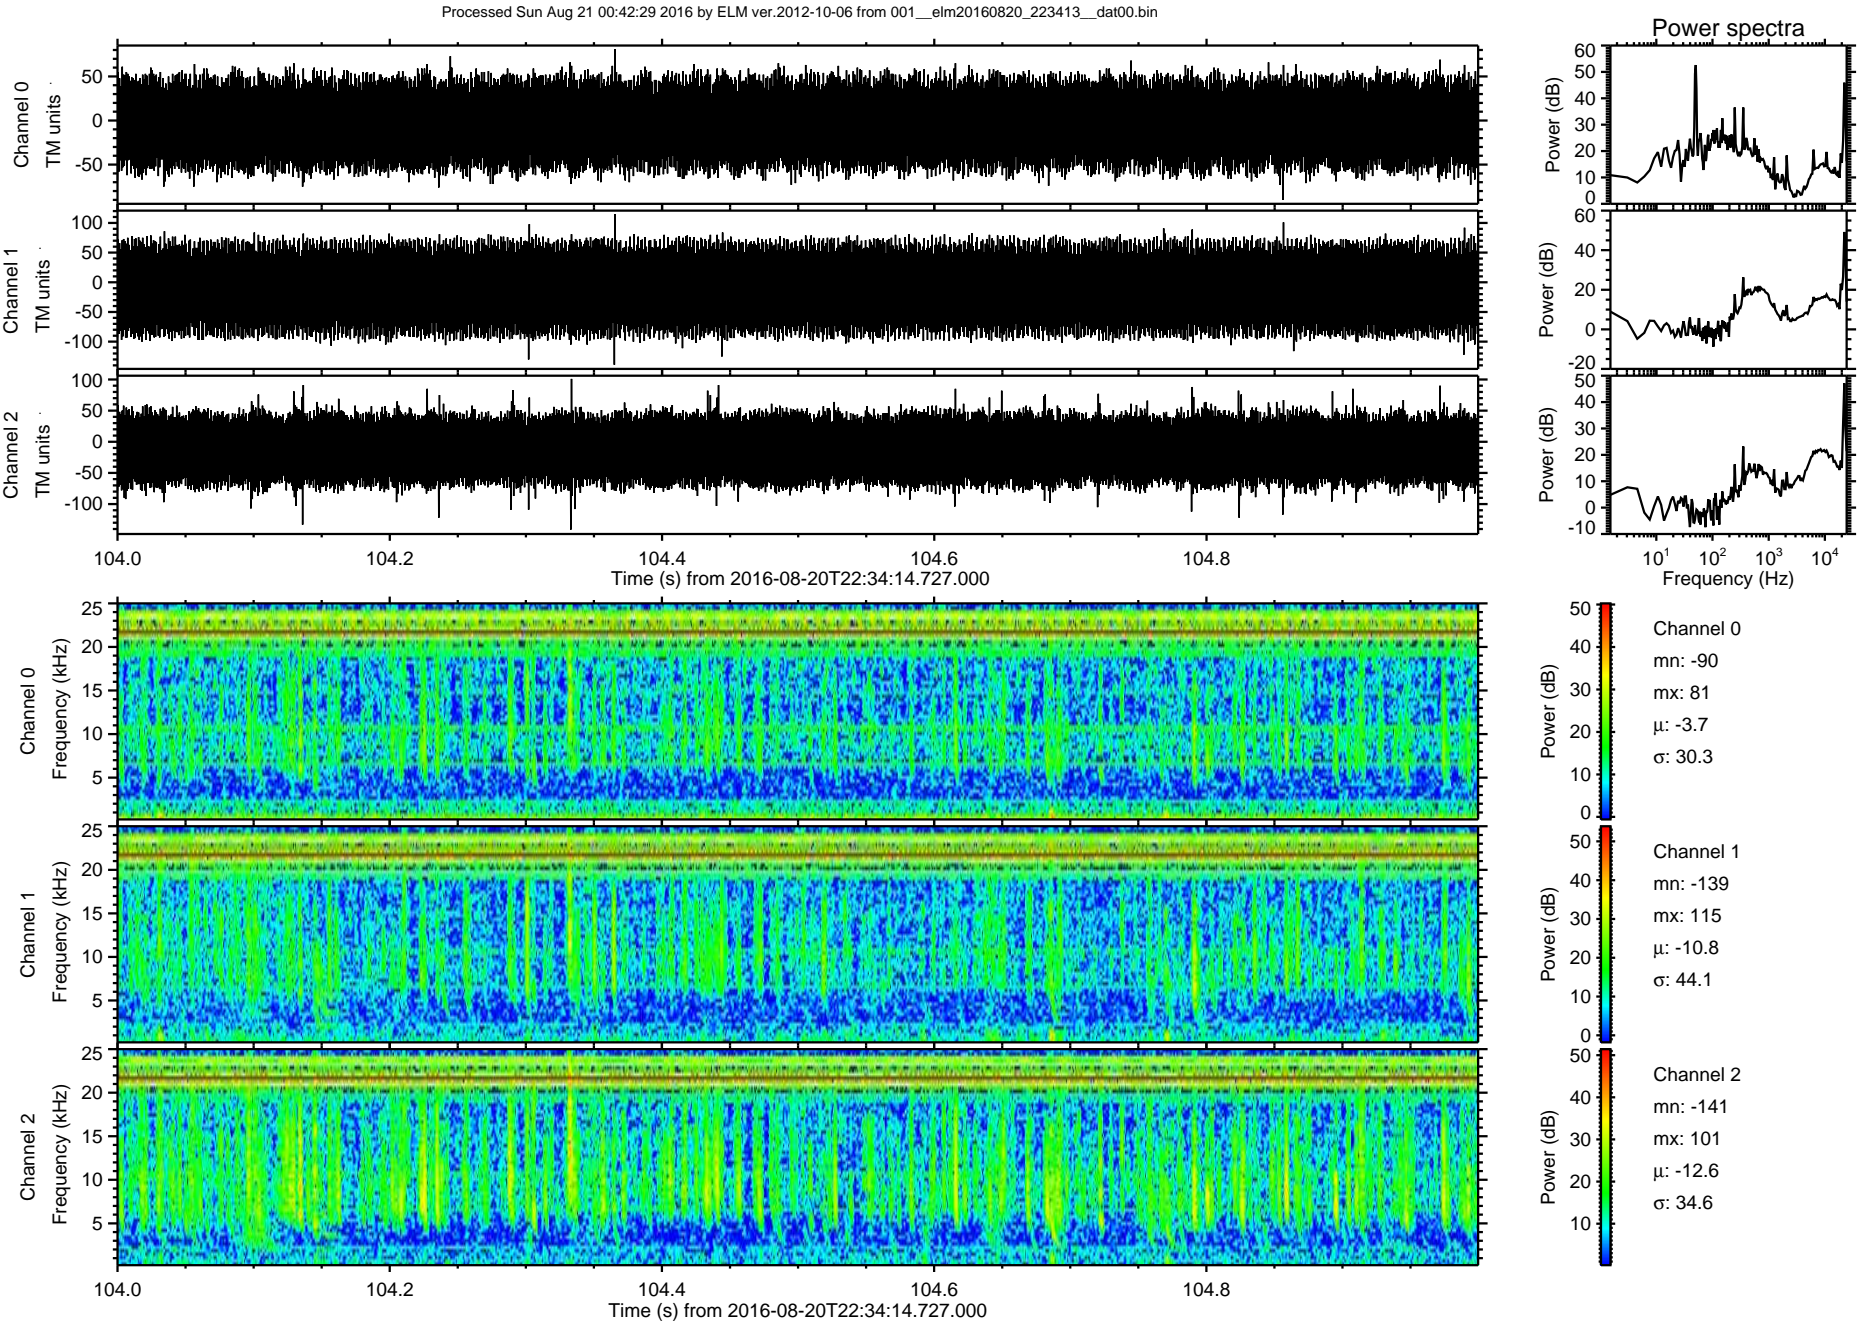 Processed Sun Aug 21 00:42:29 2016 by ELM ver.2012-10-06 from 001__elm20160820_223413__dat00.bin
Power spectra
Channel 0
TM units
50
0
-50
Power (dB)
60
50
40
30
20
10
0
Channel 1
TM units
100
50
0
-50
-100
Power (dB)
60
40
20
0
-20
Channel 2
TM units
100
50
0
-50
-100
Power (dB)
50
40
30
20
10
0
-10
104.0 104.2 104.4 104.6 104.8
Time (s) from 2016-08-20T22:34:14.727.000
10^1 10^2 10^3 10^4
Frequency (Hz)
Channel 0
Frequency (kHz)
25
20
15
10
5
Power (dB)
50
40
30
20
10
0
Channel 0
mn: -90
mx: 81
μ: -3.7
σ: 30.3
Channel 1
Frequency (kHz)
25
20
15
10
5
Power (dB)
50
40
30
20
10
0
Channel 1
mn: -139
mx: 115
μ: -10.8
σ: 44.1
Channel 2
Frequency (kHz)
25
20
15
10
5
Power (dB)
50
40
30
20
10
Channel 2
mn: -141
mx: 101
μ: -12.6
σ: 34.6
104.0 104.2 104.4 104.6 104.8
Time (s) from 2016-08-20T22:34:14.727.000